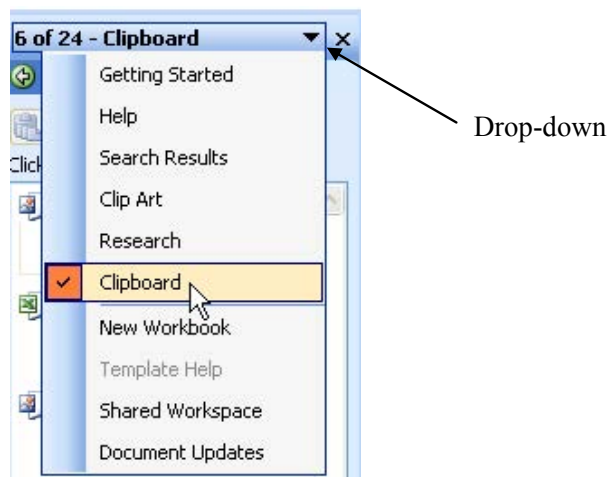 6 of 24 - Clipboard
Getting Started
Help
Drop-down
Click
Search Results
Clip Art
Research
Clipboard
New Workbook
Template Help
Shared Workspace
Document Updates